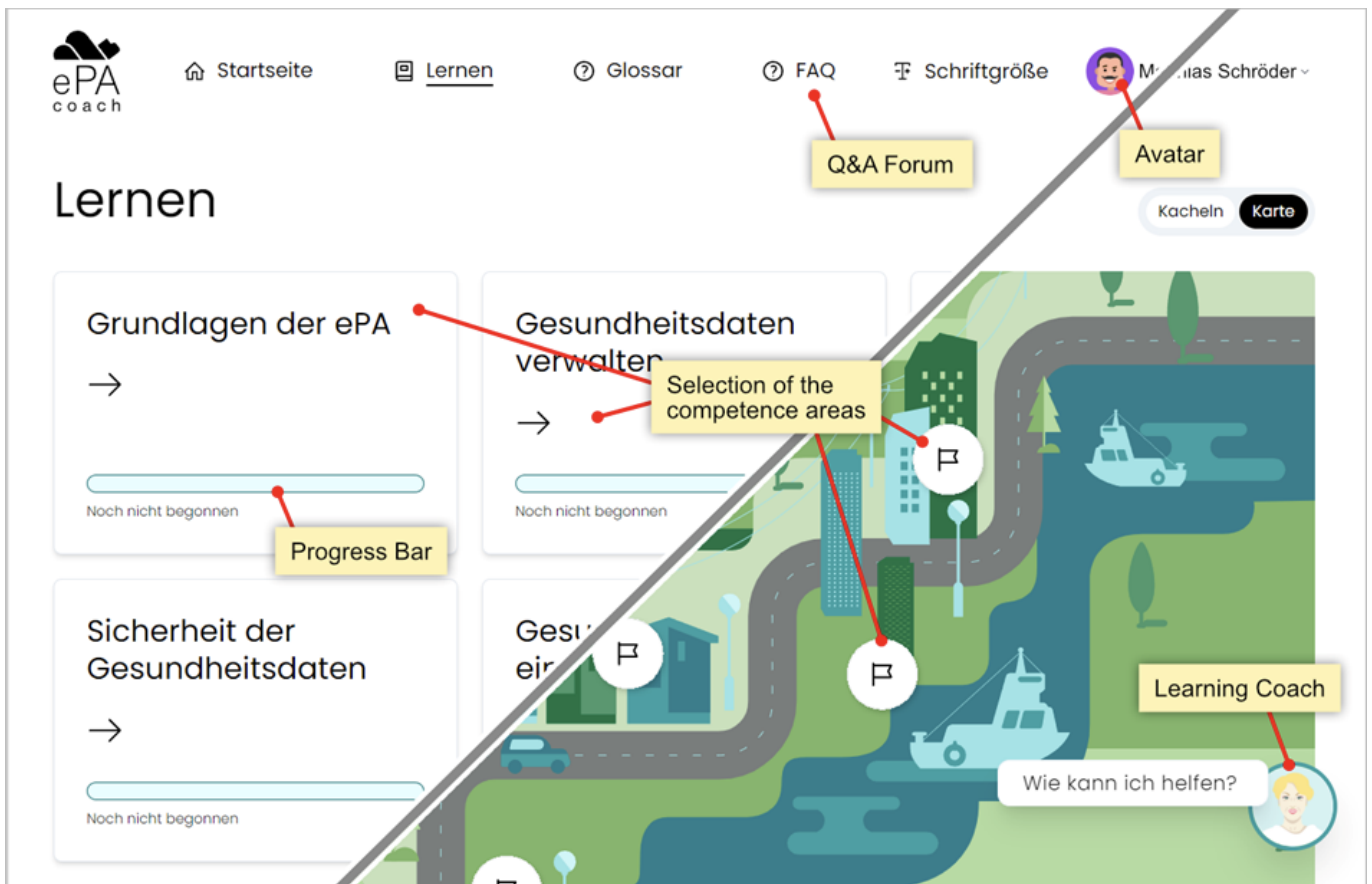 ePA
coach
Startseite
Lernen
Glossar
FAQ
Schriftgröße
Schröder
Q&A Forum
Avatar
Lernen
Kacheln
Karte
Grundlagen der ePA
Gesundheitsdaten
verwalten
Selection of the
competence areas
Noch nicht begonnen
Noch nicht begonnen
Progress Bar
Sicherheit der
Gesundheitsdaten
Learning Coach
Wie kann ich helfen?
Noch nicht begonnen